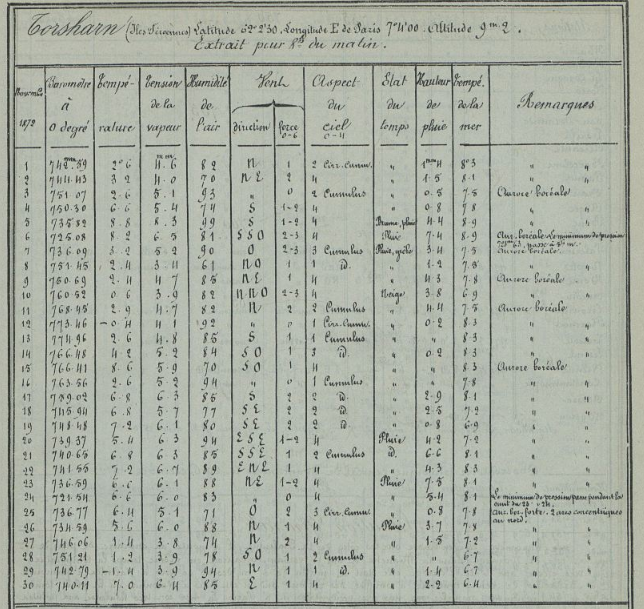 Torsharn (Iles Féroennes) Latitude 62° 2'30, Longitude E de Paris 7° 4'00. Altitude 9m.2.
Extrait pour 8h du matin.
Novembre 1872 Baromètre à 0 degré Tempé-rature Tension de la vapeur Humidité de l'air Vent direction force 0-6 Aspect du ciel 0-4 Etat du temps Hauteur de pluie Tempé. de la mer Remarques
1 742.59 2.6 4.6 82 N 1 2 Cirr. Cumu. " 1.4 8.3 " "
2 744.43 3.2 4.0 70 NE 2 4 " 1.5 8.1 " "
3 751.07 2.6 5.1 93 " 0 2 Cumulus " 0.5 7.5 Aurore boréale
4 750.30 6.6 5.4 74 S 1-2 4 " 0.8 7.8 " "
5 735.82 8.8 8.3 99 S 1-2 4 Brume, pluie 4.4 8.9 " "
6 725.08 8.2 6.5 81 SSO 2-3 4 Pluie 7.4 8.9 Aur. boréale. Le minimum de pression
7 736.09 3.2 5.2 90 O 2-3 3 Cumulus Pluie, grêle 3.4 7.5 Aurore boréale
8 751.45 2.4 3.4 61 NO 1 2 id. " 1.2 7.5 " "
9 760.69 2.4 4.7 85 NE 1 4 " 4.3 7.8 Aurore boréale
10 760.52 0.6 3.9 82 NNO 2-3 4 Neige 3.8 6.9 " "
11 768.45 2.9 4.7 82 N 2 2 Cumulus " 4.4 7.5 Aurore boréale
12 773.46 -0.4 4.1 92 " 0 1 Cirr. Cumu. " 0.2 8.3 " "
13 774.96 2.6 4.8 85 S 1 1 Cumulus " " 8.3 " "
14 766.48 4.2 5.2 84 SO 1 3 id. " 0.2 8.3 " "
15 766.41 8.6 5.9 70 SO 1 4 " " 8.3 Aurore boréale
16 763.56 2.6 5.2 94 " 0 1 Cumulus " " 7.8 " "
17 759.02 6.8 6.3 85 S 2 2 id. " 2.9 8.1 " "
18 745.94 6.8 5.7 77 SE 2 2 id. " 2.5 7.2 " "
19 748.48 7.2 6.1 80 SE 2 2 id. " 0.8 6.9 " "
20 739.37 5.4 6.3 94 ESE 1-2 4 Pluie 4.2 7.2 " "
21 740.65 6.8 6.3 85 SSE 1 2 Cumulus id. 6.6 8.1 " "
22 741.55 7.2 6.7 89 ENE 1 4 " 4.3 8.3 " "
23 736.59 6.6 6.1 88 NE 1-2 4 Pluie 7.5 8.1 " "
24 721.54 6.6 6.0 83 " 0 4 " 5.4 8.1 Le minimum de pression passe pendant la nuit du 23 au 24.
25 736.77 6.4 5.1 71 O 2 3 Cirr. Cumu. " 0.8 7.8 Aur. bor. forte, 2 arcs concentriques
26 734.59 5.6 6.0 88 N 1 4 Pluie 3.7 7.8 au nord.
27 746.06 1.4 3.8 74 N 2 4 " 1.5 7.2 " "
28 751.21 1.2 3.9 78 SO 1 2 Cumulus " " 6.7 " "
29 742.79 -1.4 3.9 94 N 1 1 id. " 1.4 6.7 " "
30 740.11 7.0 6.4 85 E 1 4 " 2.2 6.4 " "